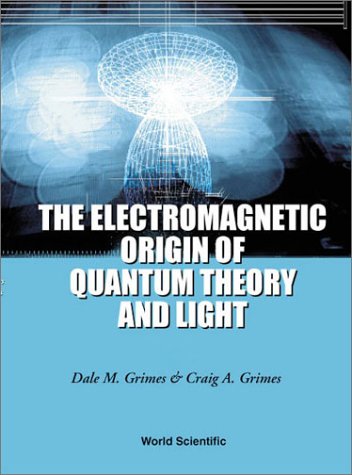 THE ELECTROMAGNETIC
ORIGIN OF
QUANTUM THEORY
AND LIGHT
Dale M. Grimes & Craig A. Grimes
World Scientific